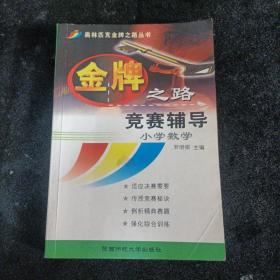 奥林匹克金牌之路丛书
金牌之路
竞赛辅导
小学数学
主编
★ 适应决赛需要
★ 传授竞赛秘诀
★ 剖析精典赛题
★ 强化综合训练
陕西师范大学出版社